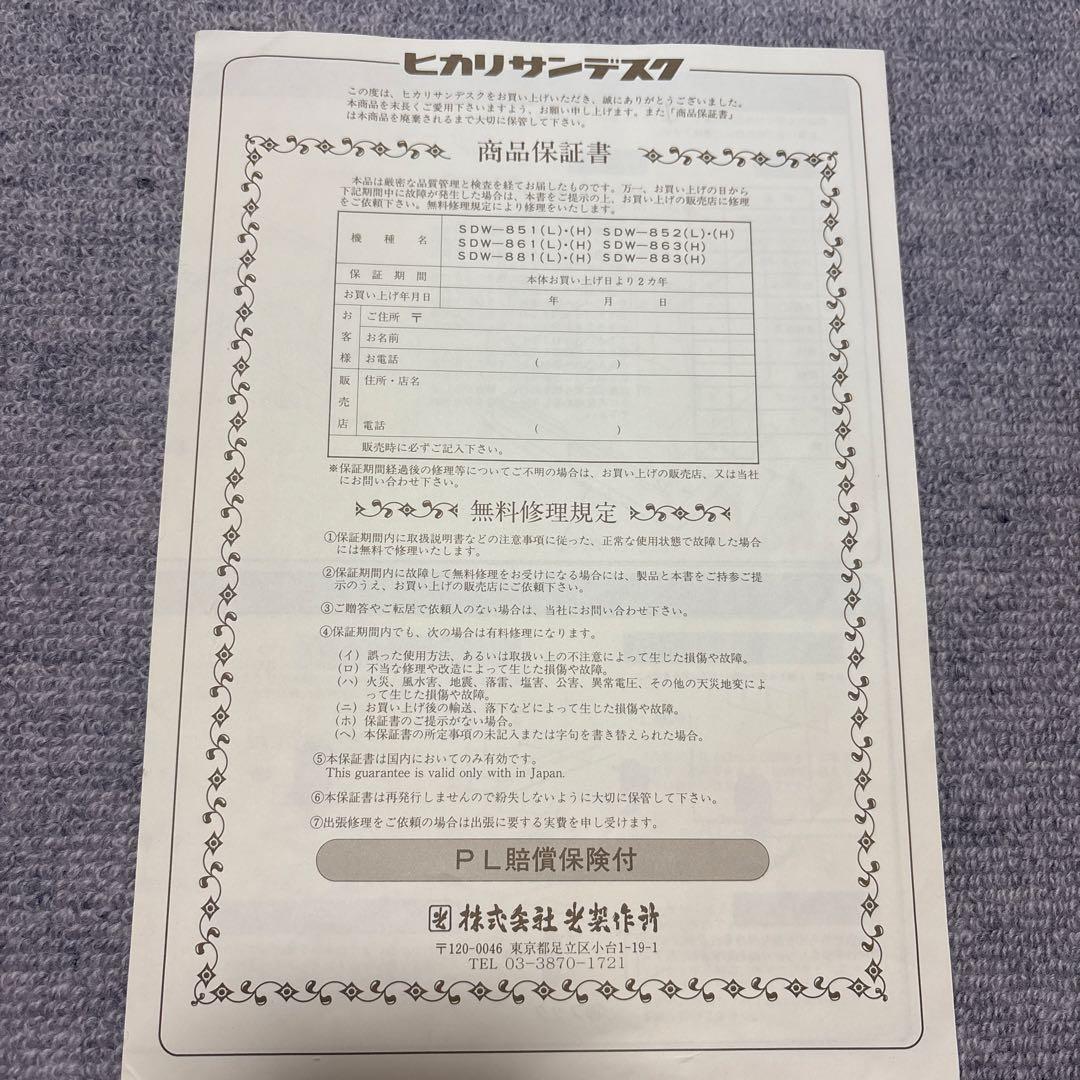 ヒカリサンデスク
この度は、ヒカリサンデスクをお買い上げいただき、誠にありがとうございました。
本商品を末長くご愛用下さいますよう、お願い申し上げます。また「商品保証書」
は本商品を廃棄されるまで大切に保管して下さい。
商品保証書
本品は厳密な品質管理と検査を経てお届したものです。万一、お買い上げの日から
下記期間中に故障が発生した場合は、本書をご提示の上、お買い上げの販売店に修理
をご依頼下さい。無料修理規定により修理をいたします。
機種名
SDW-851(L)・(H) SDW-852(L)・(H)
SDW-861(L)・(H) SDW-863(H)
SDW-881(L)・(H) SDW-883(H)
保証期間 本体お買い上げ日より2カ年
お買い上げ年月日 年 月 日
お客様
ご住所 〒
お名前
お電話 ( )
販売店
住所・店名
電話 ( )
販売時に必ずご記入下さい。
※保証期間経過後の修理等についてご不明の場合は、お買い上げの販売店、又は当社
にお問い合わせ下さい。
無料修理規定
①保証期間内に取扱説明書などの注意事項に従った、正常な使用状態で故障した場合
には無料で修理いたします。
②保証期間内に故障して無料修理をお受けになる場合には、製品と本書をご持参ご提
示のうえ、お買い上げの販売店にご依頼下さい。
③ご贈答やご転居で依頼人のない場合は、当社にお問い合わせ下さい。
④保証期間内でも、次の場合は有料修理になります。
(イ) 誤った使用方法、あるいは取扱い上の不注意によって生じた損傷や故障。
(ロ) 不当な修理や改造によって生じた損傷や故障。
(ハ) 火災、風水害、地震、落雷、塩害、公害、異常電圧、その他の天災地変によ
って生じた損傷や故障。
(ニ) お買い上げ後の輸送、落下などによって生じた損傷や故障。
(ホ) 保証書のご提示がない場合。
(ヘ) 本保証書の所定事項の未記入または字句を書き替えられた場合。
⑤本保証書は国内においてのみ有効です。
This guarantee is valid only with in Japan.
⑥本保証書は再発行しませんので紛失しないように大切に保管して下さい。
⑦出張修理をご依頼の場合は出張に要する実費を申し受けます。
PL賠償保険付
光 株式会社光製作所
〒120-0046 東京都足立区小台1-19-1
TEL 03-3870-1721